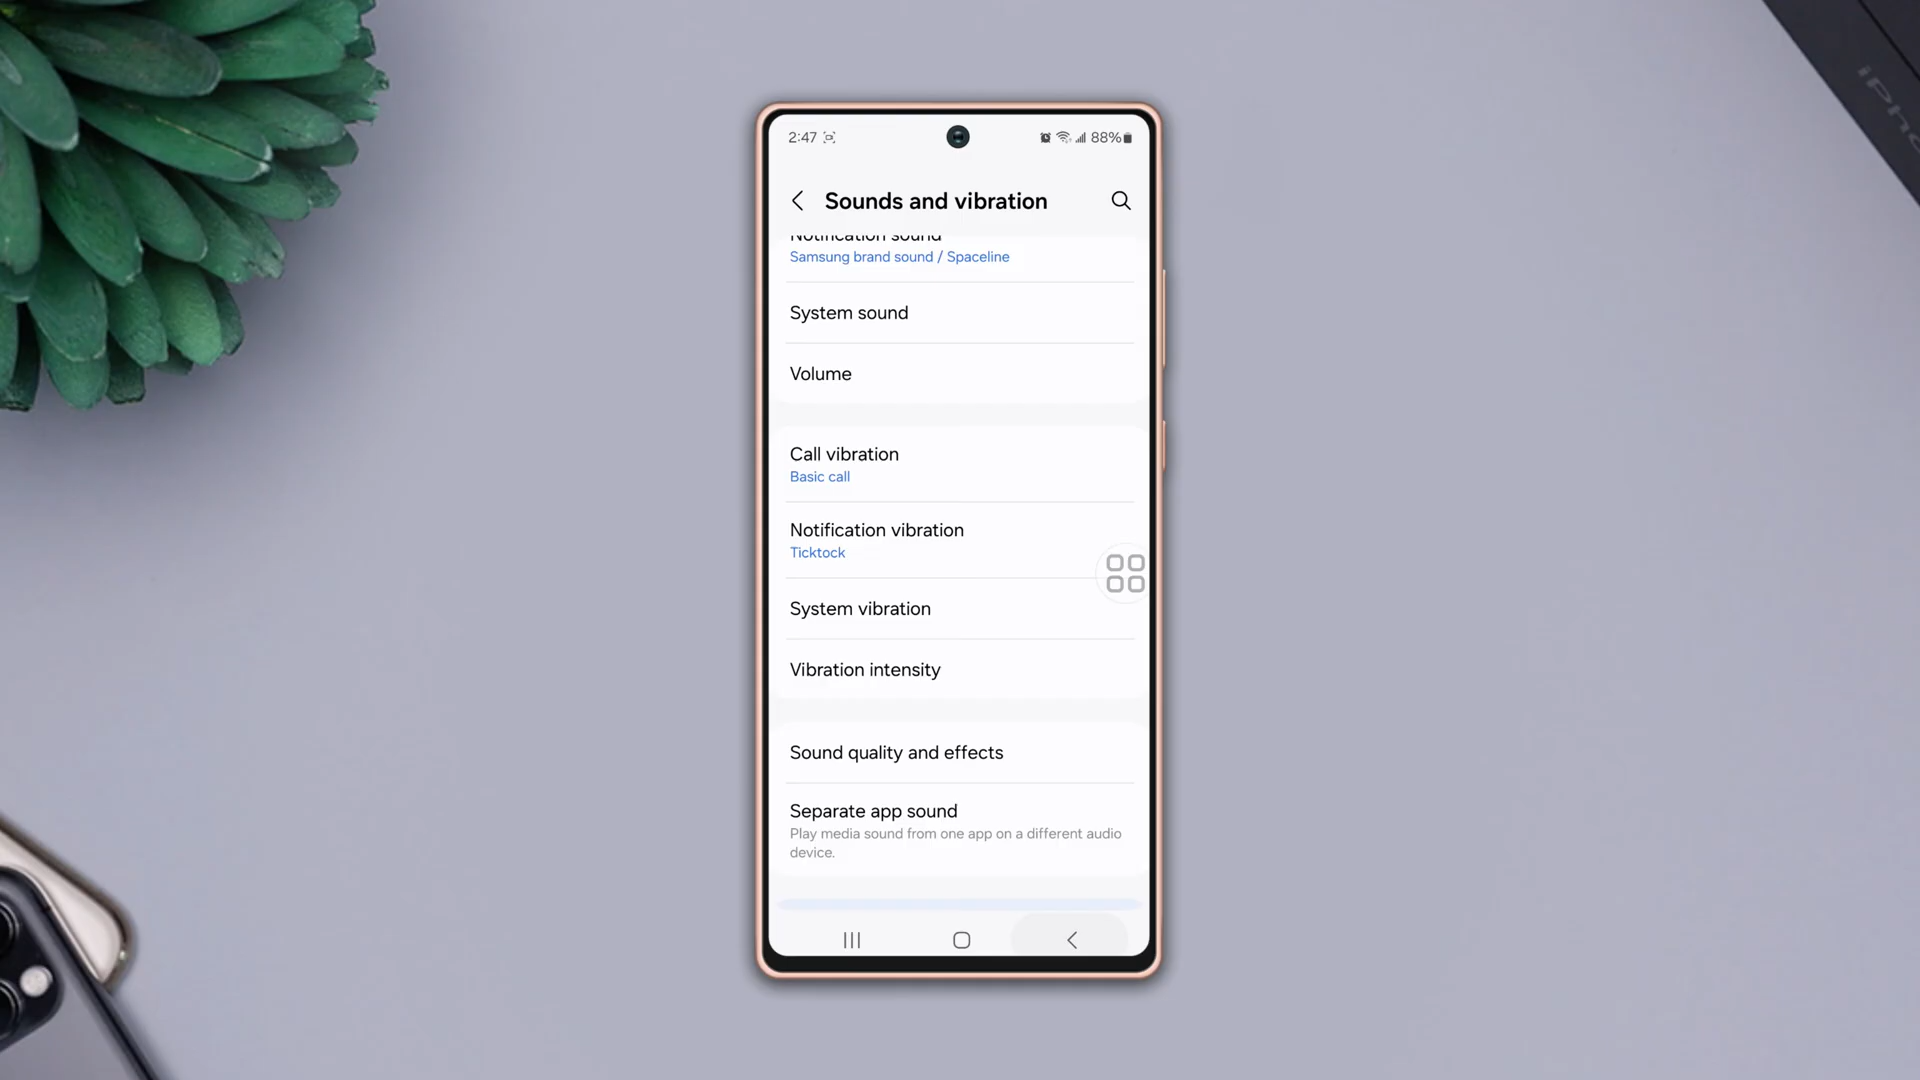 2:47
88%
Sounds and vibration
Notification sound
Samsung brand sound / Spaceline
System sound
Volume
Call vibration
Basic call
Notification vibration
Ticktock
System vibration
Vibration intensity
Sound quality and effects
Separate app sound
Play media sound from one app on a different audio
device.